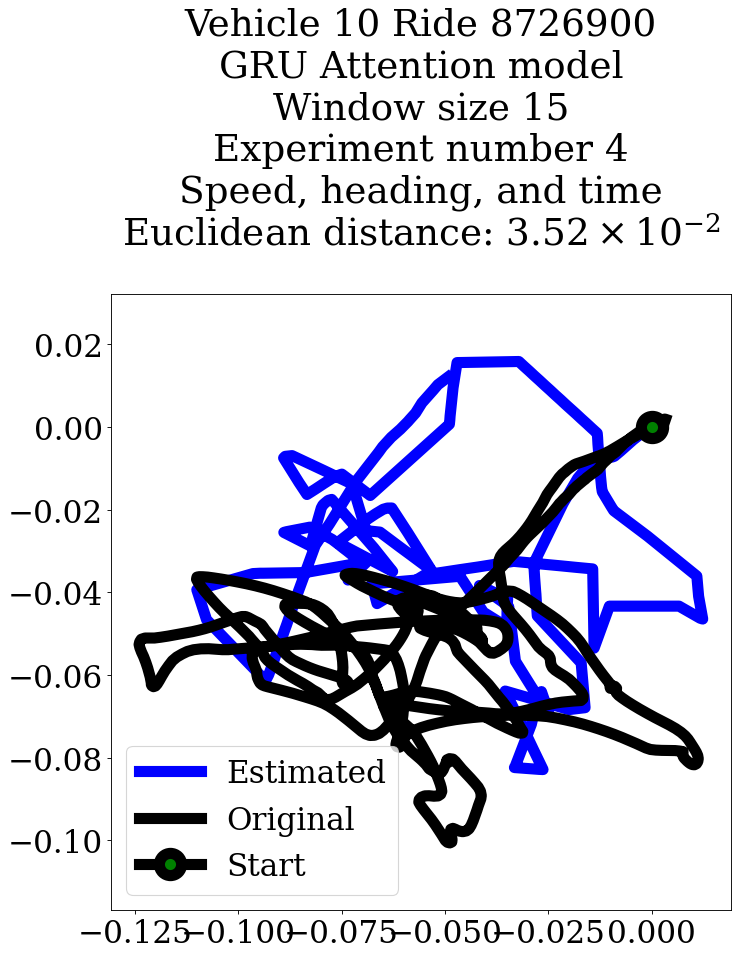 Vehicle 10 Ride 8726900
GRU Attention model
Window size 15
Experiment number 4
Speed, heading, and time
Euclidean distance: 3.52 × 10⁻²
0.02
0.00
−0.02
−0.04
−0.06
−0.08
−0.10
Estimated
Original
Start
−0.125 −0.100 −0.075 −0.050 −0.025 0.000